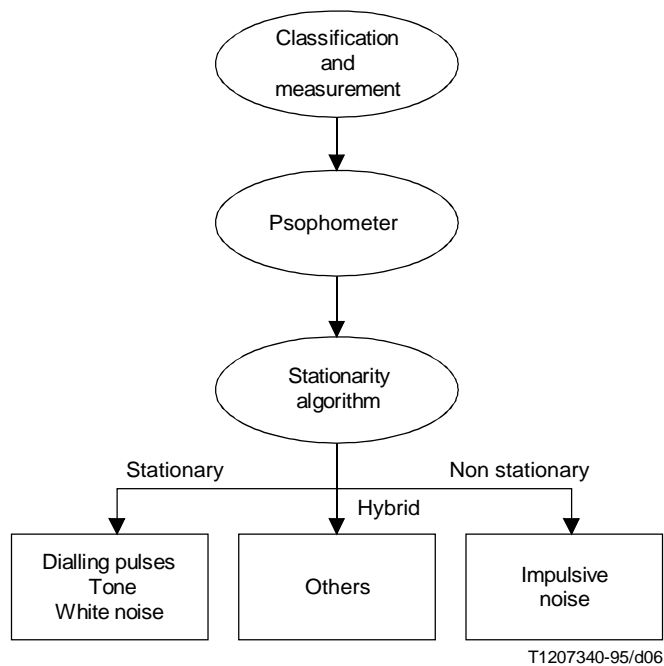 Classification
and
measurement
Psophometer
Stationarity
algorithm
Stationary
Non stationary
Hybrid
Dialling pulses
Tone
White noise
Others
Impulsive
noise
T1207340-95/d06